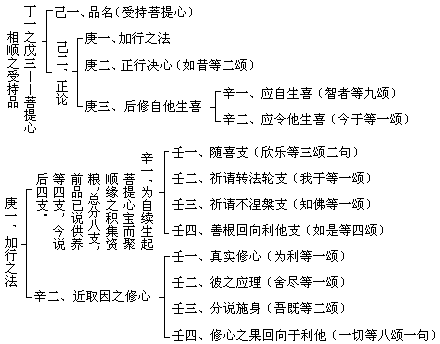 丁一之戊三——菩提心
相顺之受持品
己一、品名（受持菩提心）
己二、正论
庚一、加行之法
庚二、正行决心（如昔等二颂）
庚三、后修自他生喜
辛一、应自生喜（智者等九颂）
辛二、应令他生喜（今于等一颂）
庚一、加行之法
辛一、为自续生起
菩提心宝而聚
顺缘之积集资
根，总分八支，
前品已说供养
等四支，今说
后四支。
壬一、随喜支（欣乐等三颂二句）
壬二、祈请转法轮支（我于等一颂）
壬三、祈请不涅槃支（知佛等一颂）
壬四、善根回向利他支（如是等四颂）
辛二、近取因之修心
壬一、真实修心（为利等一颂）
壬二、彼之应理（舍尽等一颂）
壬三、分说施身（吾既等二颂）
壬四、修心之果回向于利他（一切等八颂一句）